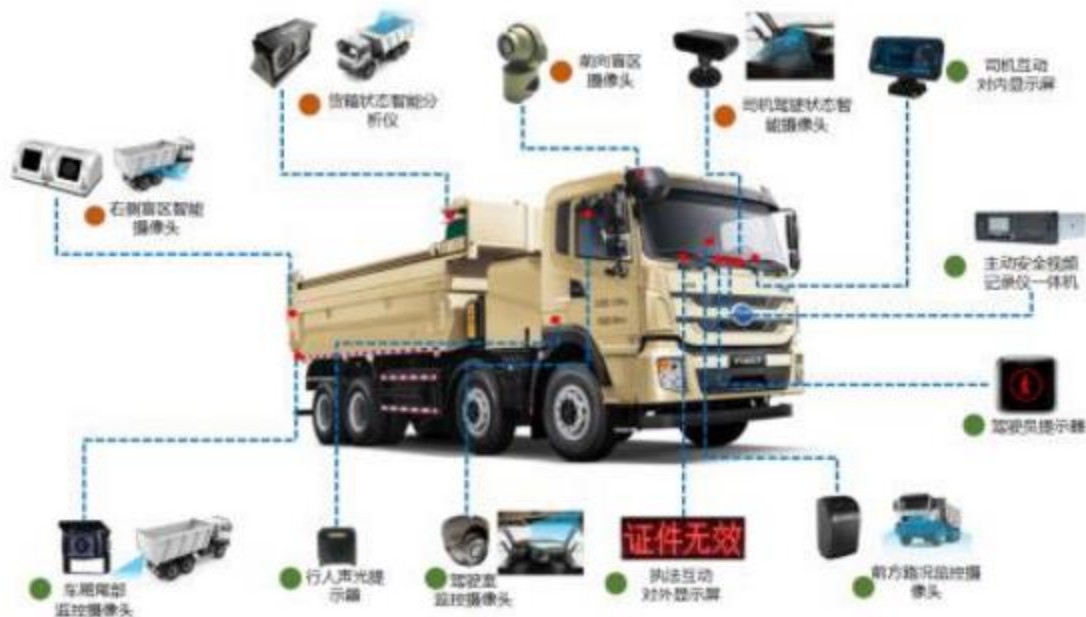 货箱状态智能分
析仪
前向盲区
摄像头
司机驾驶状态智
能摄像头
司机互动
对内显示屏
右侧盲区智能
摄像头
主动安全视频
记录仪一体机
驾驶员提示器
车厢尾部
监控摄像头
行人声光提
示器
驾驶室
监控摄像头
证件无效
执法互动
对外显示屏
前方路况监控摄
像头